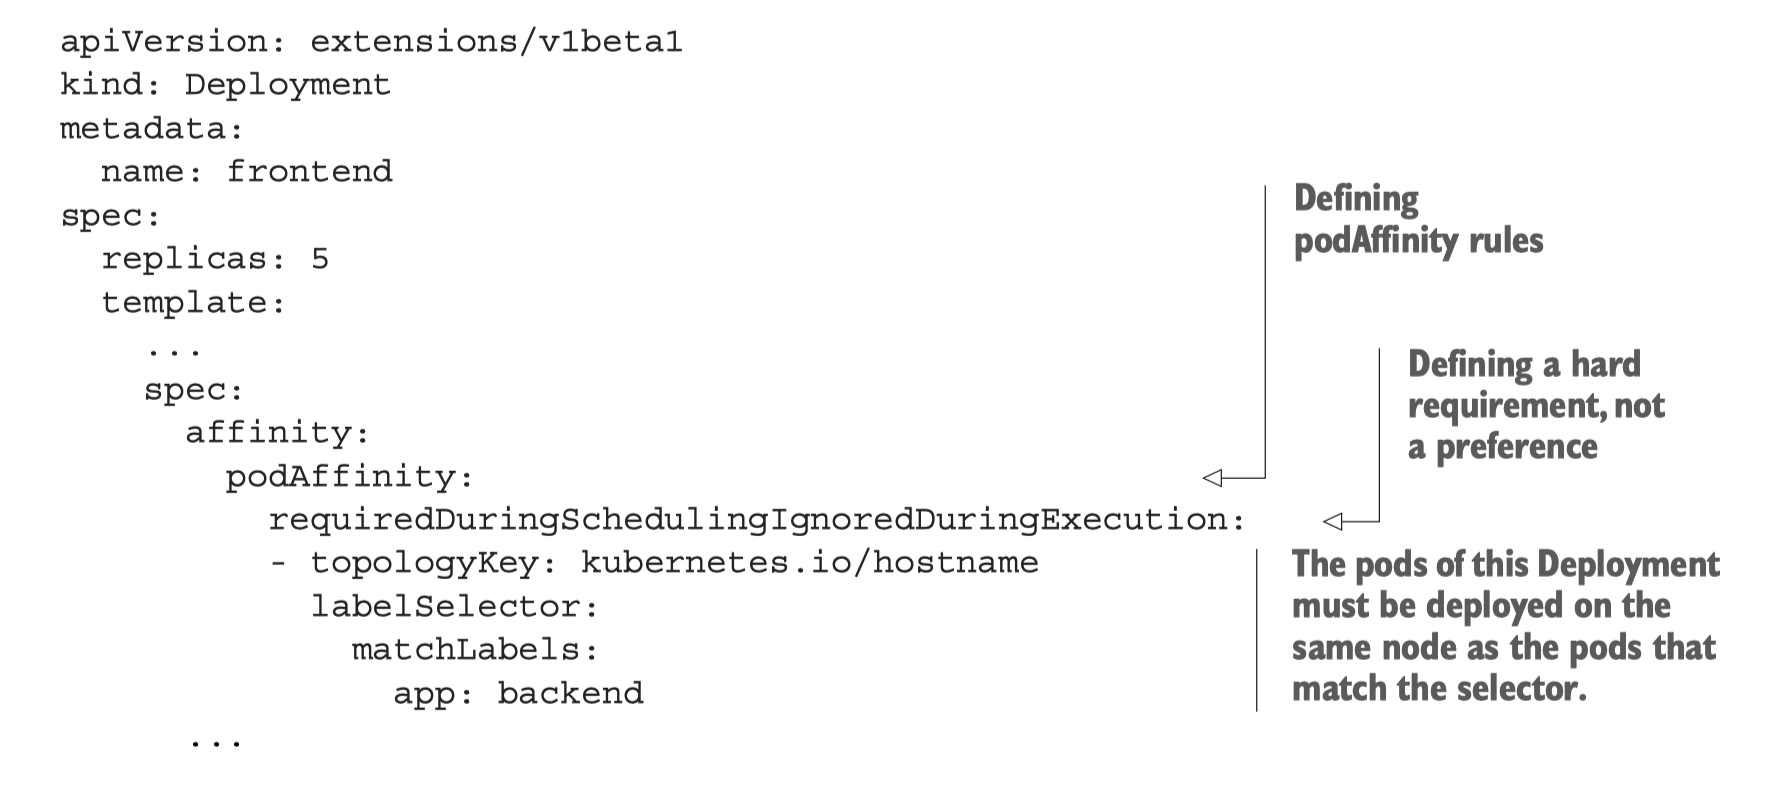 apiVersion: extensions/v1beta1
kind: Deployment
metadata:
  name: frontend
spec:
  replicas: 5
  template:
    ...
    spec:
      affinity:
        podAffinity:
          requiredDuringSchedulingIgnoredDuringExecution:
          - topologyKey: kubernetes.io/hostname
            labelSelector:
              matchLabels:
                app: backend
      ...
Defining
podAffinity rules
Defining a hard
requirement, not
a preference
The pods of this Deployment
must be deployed on the
same node as the pods that
match the selector.